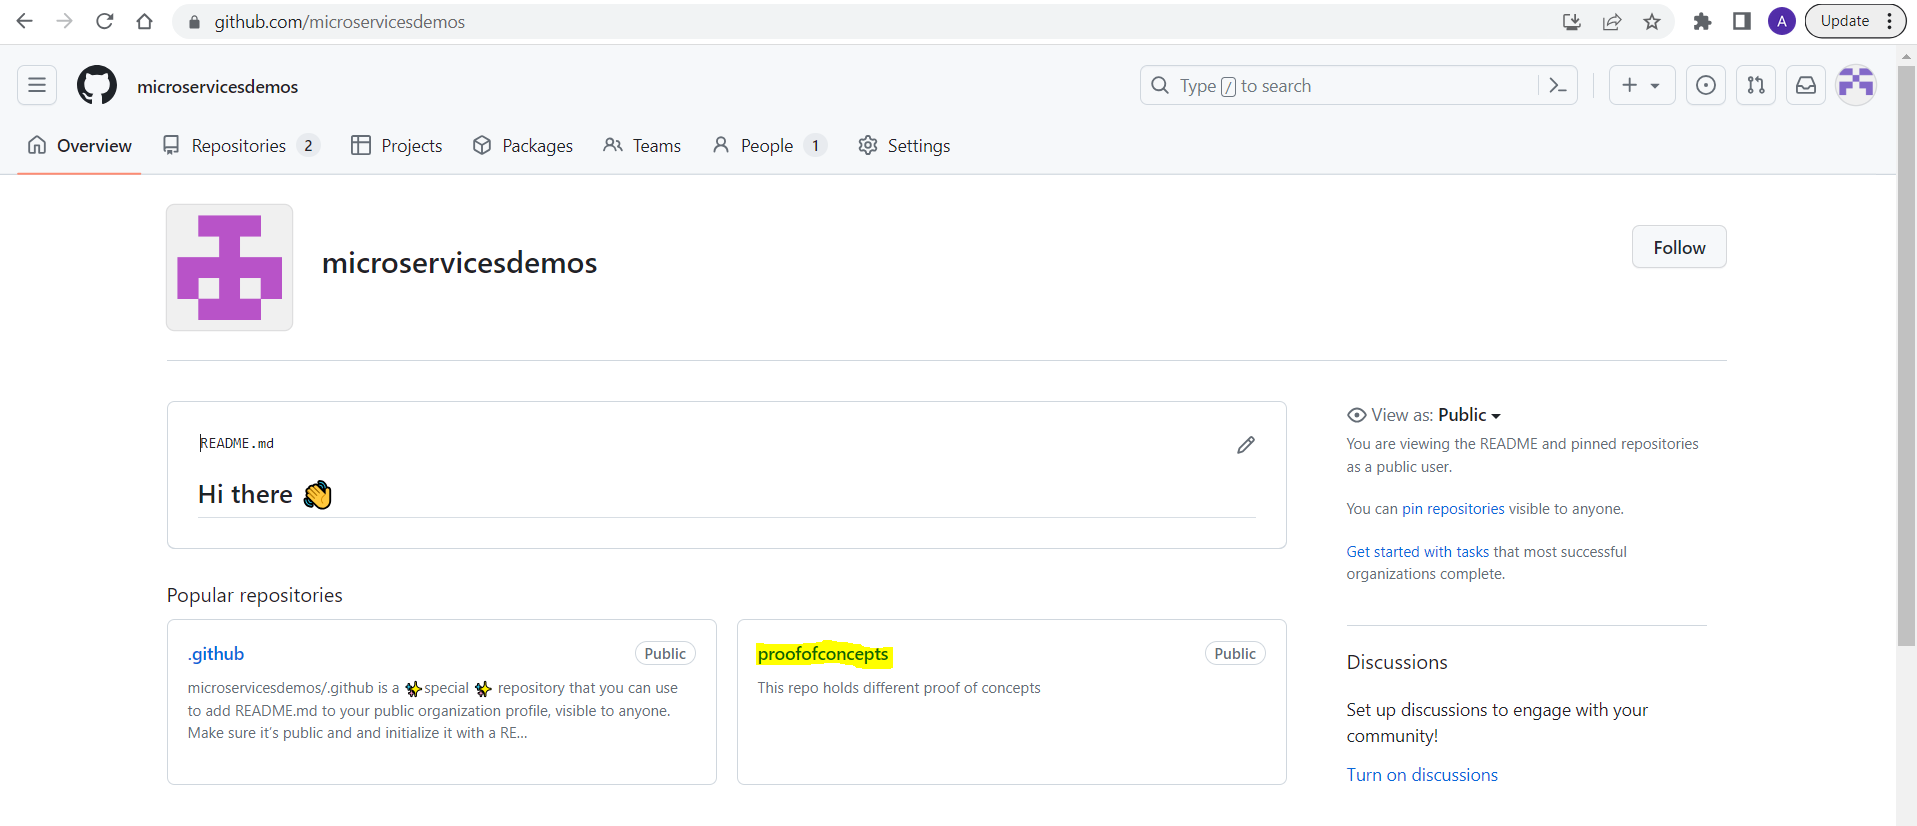 github.com/microservicesdemos
A
Update
microservicesdemos
Type / to search
Overview
Repositories 2
Projects
Packages
Teams
People 1
Settings
microservicesdemos
Follow
README.md
Hi there 👋
Popular repositories
.github
Public
microservicesdemos/.github is a ✨special ✨ repository that you can use
to add README.md to your public organization profile, visible to anyone.
Make sure it’s public and and initialize it with a RE...
proofofconcepts
Public
This repo holds different proof of concepts
View as: Public
You are viewing the README and pinned repositories
as a public user.
You can pin repositories visible to anyone.
Get started with tasks that most successful
organizations complete.
Discussions
Set up discussions to engage with your
community!
Turn on discussions